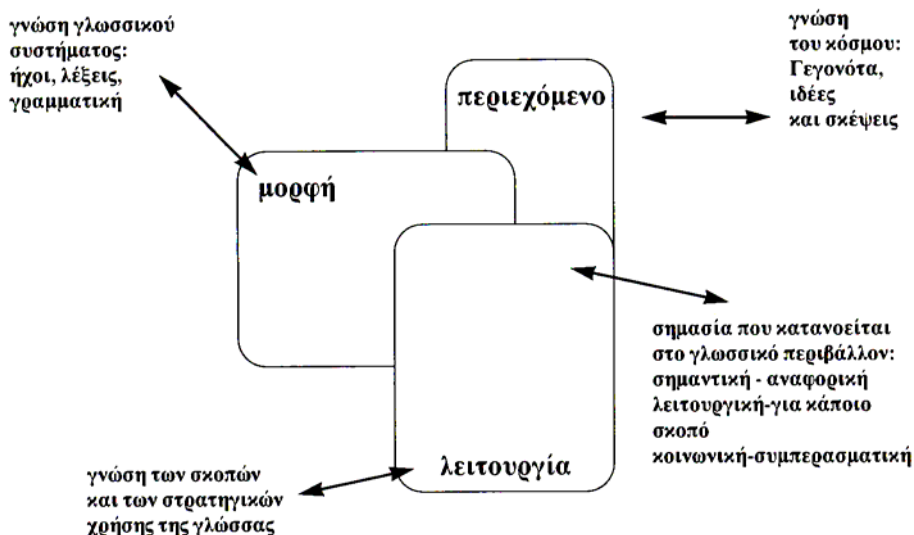 γνώση γλωσσικού
συστήματος:
ήχοι, λέξεις,
γραμματική
γνώση
του κόσμου:
Γεγονότα,
ιδέες
και σκέψεις
περιεχόμενο
μορφή
σημασία που κατανοείται
στο γλωσσικό περιβάλλον:
σημαντική - αναφορική
λειτουργική-για κάποιο
σκοπό
κοινωνική-συμπερασματική
λειτουργία
γνώση των σκοπών
και των στρατηγικών
χρήσης της γλώσσας